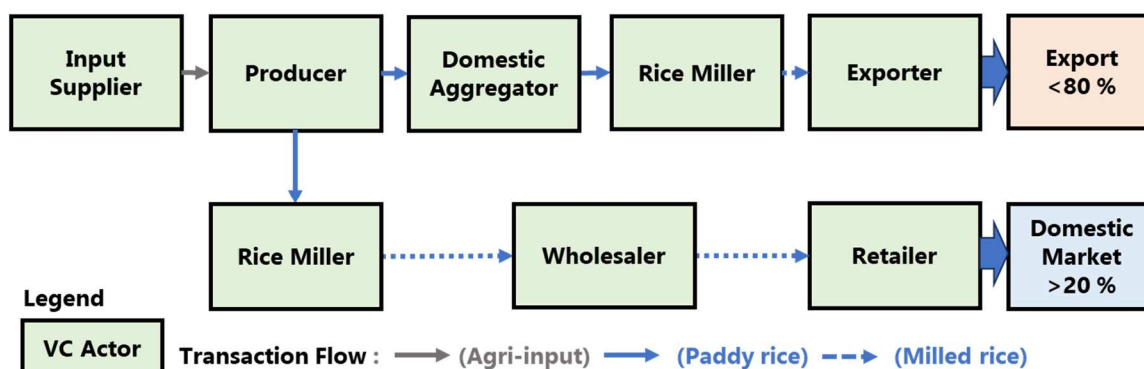 Input
Supplier
Producer
Domestic
Aggregator
Rice Miller
Exporter
Export
<80 %
Rice Miller
Wholesaler
Retailer
Domestic
Market
>20 %
Legend
VC Actor
Transaction Flow : (Agri-input) (Paddy rice) (Milled rice)